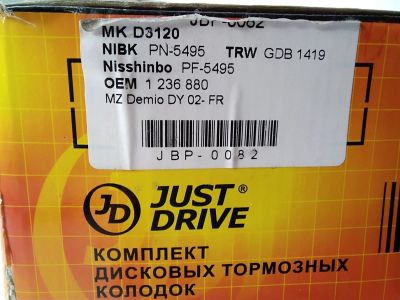 JBP-0082
MK D3120
NIBK PN-5495 TRW GDB 1419
Nisshinbo PF-5495
OEM 1 236 880
MZ Demio DY 02- FR
JBP-0082
JD JUST DRIVE®
КОМПЛЕКТ
ДИСКОВЫХ ТОРМОЗНЫХ
КОЛОДОК